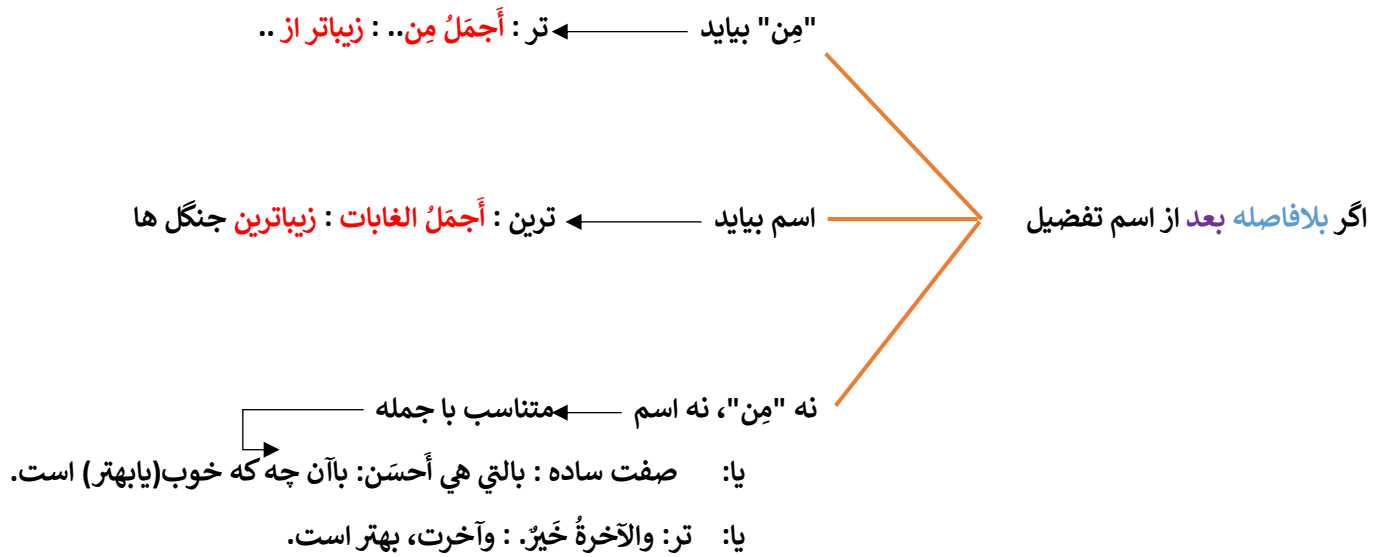 "مِن" بیاید تر : أَجمَلُ مِن.. : زیباتر از ..
اگر بلافاصله بعد از اسم تفضیل
اسم بیاید ترین : أَجمَلُ الغابات : زیباترین جنگل ها
نه "مِن"، نه اسم متناسب با جمله
یا: صفت ساده : بالتي هي أَحسَن: باآن چه که خوب(یابهتر) است.
یا: تر: والآخرةُ خَیرٌ. : وآخرت، بهتر است.